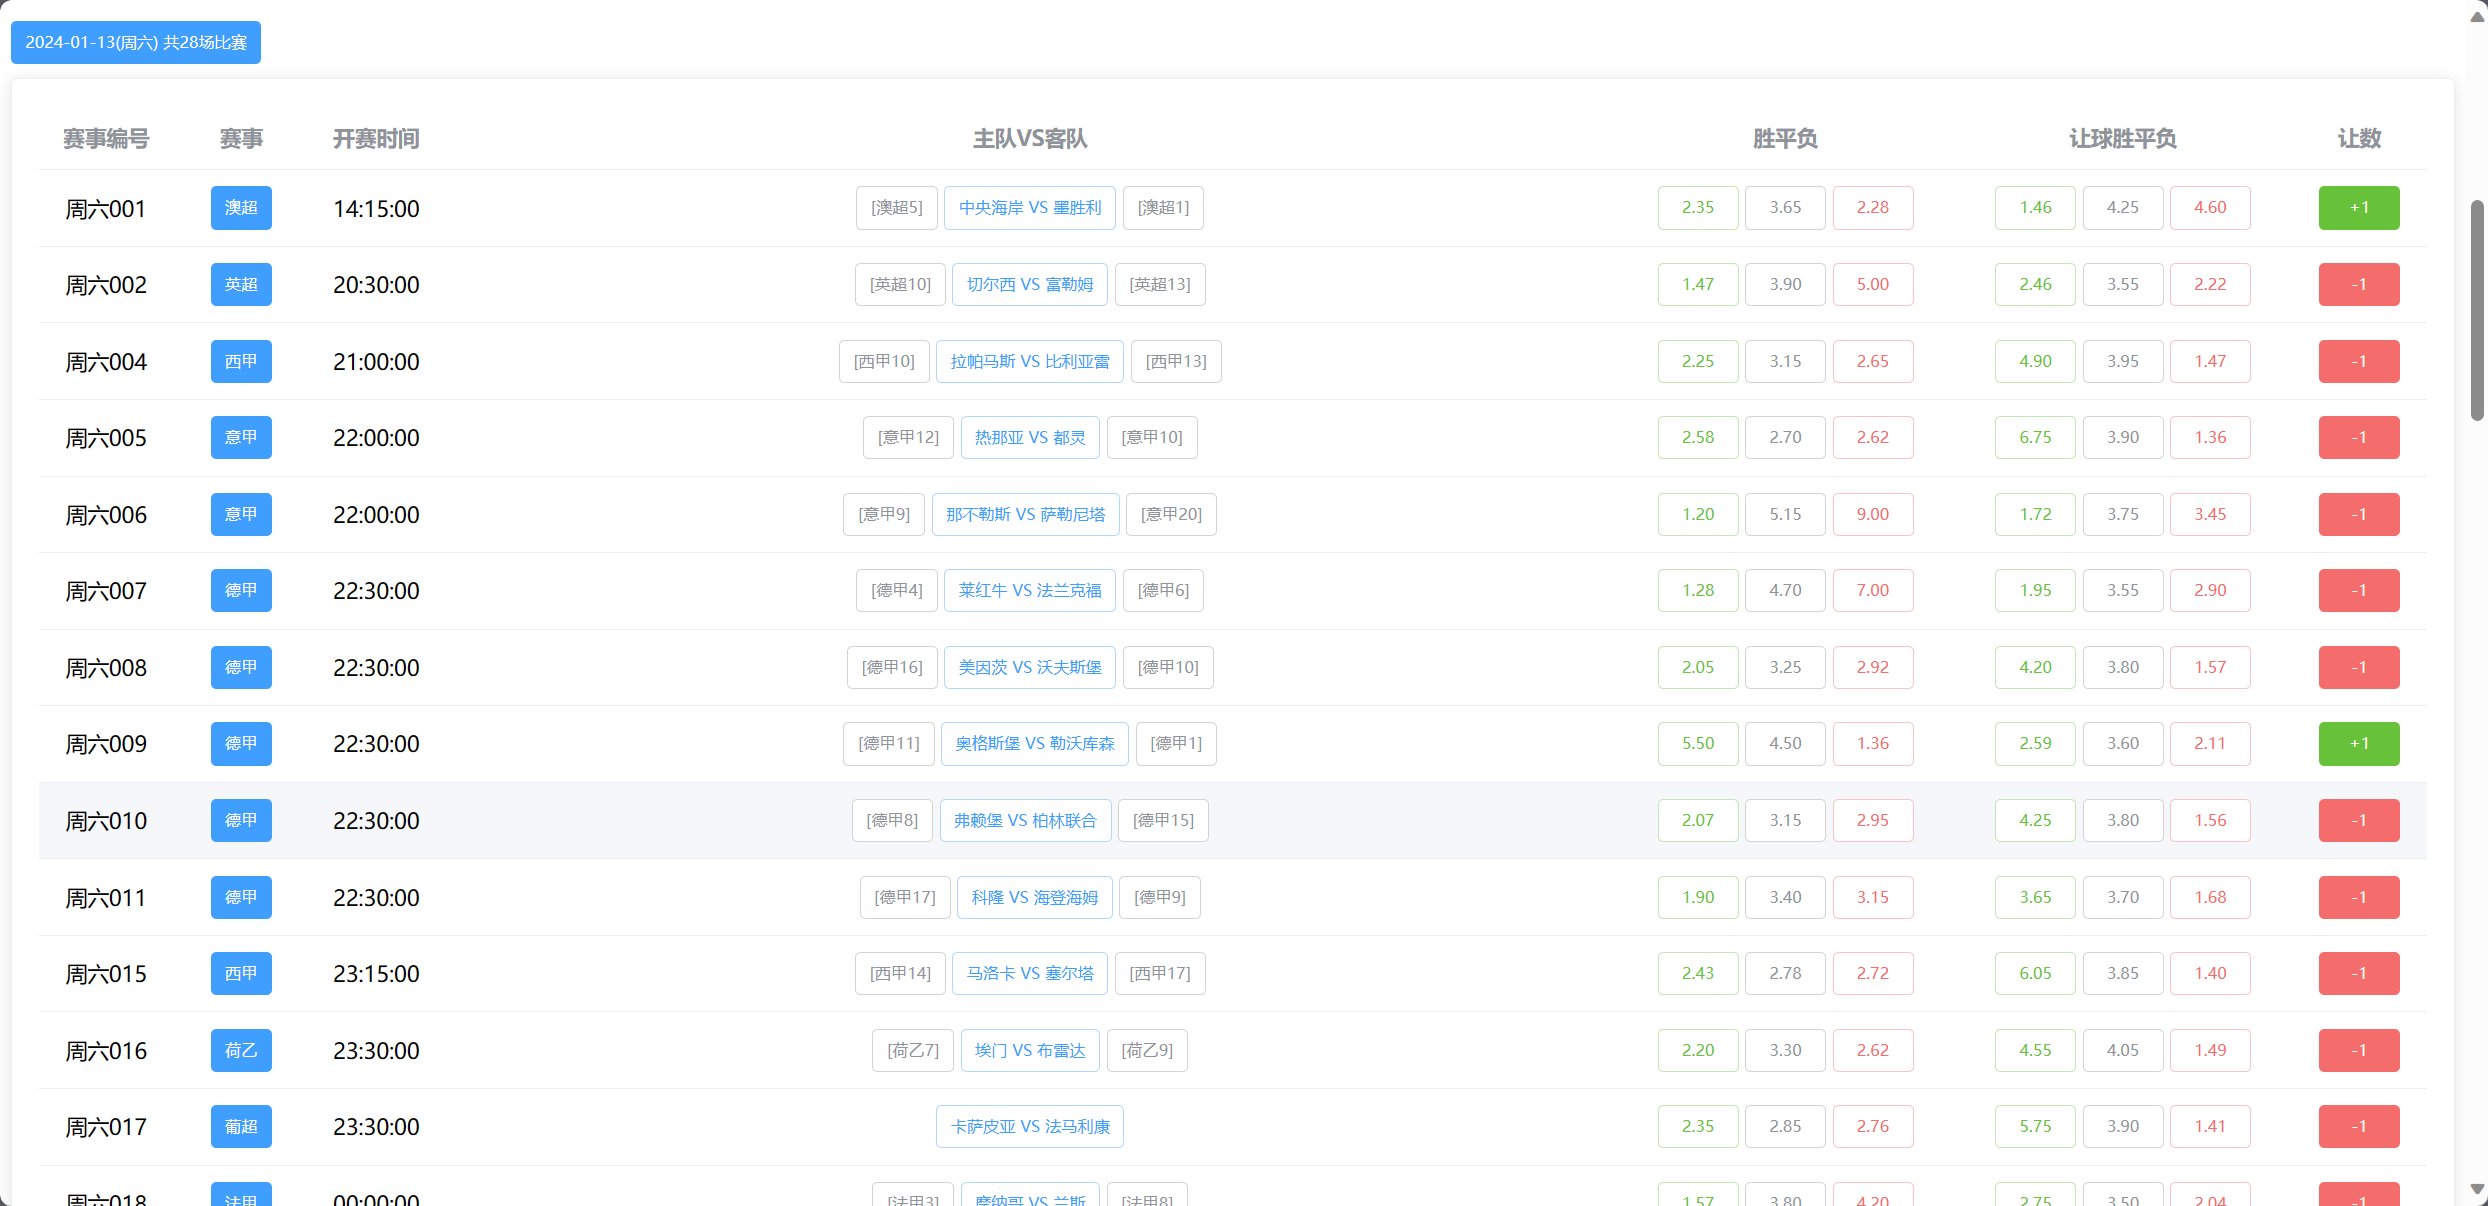 2024-01-13(周六) 共28场比赛
赛事编号 赛事 开赛时间 主队VS客队 胜平负 让球胜平负 让数
周六001 澳超 14:15:00 [澳超5] 中央海岸 VS 墨胜利 [澳超1] 2.35 3.65 2.28 1.46 4.25 4.60 +1
周六002 英超 20:30:00 [英超10] 切尔西 VS 富勒姆 [英超13] 1.47 3.90 5.00 2.46 3.55 2.22 -1
周六004 西甲 21:00:00 [西甲10] 拉帕马斯 VS 比利亚雷 [西甲13] 2.25 3.15 2.65 4.90 3.95 1.47 -1
周六005 意甲 22:00:00 [意甲12] 热那亚 VS 都灵 [意甲10] 2.58 2.70 2.62 6.75 3.90 1.36 -1
周六006 意甲 22:00:00 [意甲9] 那不勒斯 VS 萨勒尼塔 [意甲20] 1.20 5.15 9.00 1.72 3.75 3.45 -1
周六007 德甲 22:30:00 [德甲4] 莱红牛 VS 法兰克福 [德甲6] 1.28 4.70 7.00 1.95 3.55 2.90 -1
周六008 德甲 22:30:00 [德甲16] 美因茨 VS 沃夫斯堡 [德甲10] 2.05 3.25 2.92 4.20 3.80 1.57 -1
周六009 德甲 22:30:00 [德甲11] 奥格斯堡 VS 勒沃库森 [德甲1] 5.50 4.50 1.36 2.59 3.60 2.11 +1
周六010 德甲 22:30:00 [德甲8] 弗赖堡 VS 柏林联合 [德甲15] 2.07 3.15 2.95 4.25 3.80 1.56 -1
周六011 德甲 22:30:00 [德甲17] 科隆 VS 海登海姆 [德甲9] 1.90 3.40 3.15 3.65 3.70 1.68 -1
周六015 西甲 23:15:00 [西甲14] 马洛卡 VS 塞尔塔 [西甲17] 2.43 2.78 2.72 6.05 3.85 1.40 -1
周六016 荷乙 23:30:00 [荷乙7] 埃门 VS 布雷达 [荷乙9] 2.20 3.30 2.62 4.55 4.05 1.49 -1
周六017 葡超 23:30:00 卡萨皮亚 VS 法马利康 2.35 2.85 2.76 5.75 3.90 1.41 -1
周六018 法甲 00:00:00 [法甲3] 摩纳哥 VS 兰斯 [法甲8] 1.57 3.80 4.20 2.75 3.50 2.04 -1